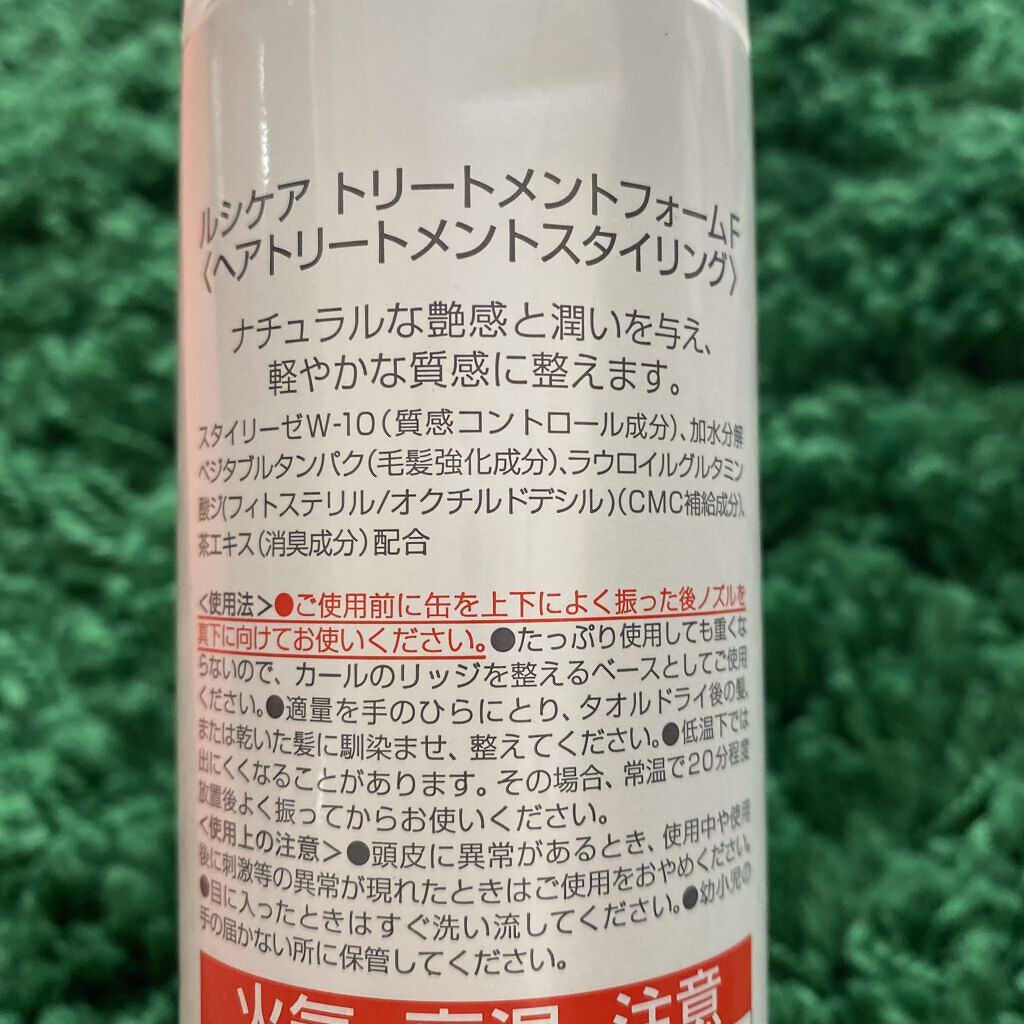 ルシケア トリートメントフォームF
〈ヘアトリートメントスタイリング〉
ナチュラルな艶感と潤いを与え、
軽やかな質感に整えます。
スタイリーゼW-10（質感コントロール成分）、加水分解
ベジタブルタンパク（毛髪強化成分）、ラウロイルグルタミン
酸ジ(フィトステリル/オクチルドデシル)（CMC補給成分）、
茶エキス（消臭成分）配合
＜使用法＞●ご使用前に缶を上下によく振った後ノズルを
真下に向けてお使いください。●たっぷり使用しても重くな
らないので、カールのリッジを整えるベースとしてご使用
ください。●適量を手のひらにとり、タオルドライ後の髪、
または乾いた髪に馴染ませ、整えてください。●低温下では
出にくくなることがあります。その場合、常温で20分程度
放置後よく振ってからお使いください。
＜使用上の注意＞●頭皮に異常があるとき、使用中や使用
後に刺激等の異常が現れたときはご使用をおやめください。
●目に入ったときはすぐ洗い流してください。●幼小児の
手の届かない所に保管してください。
火気 高温 注意